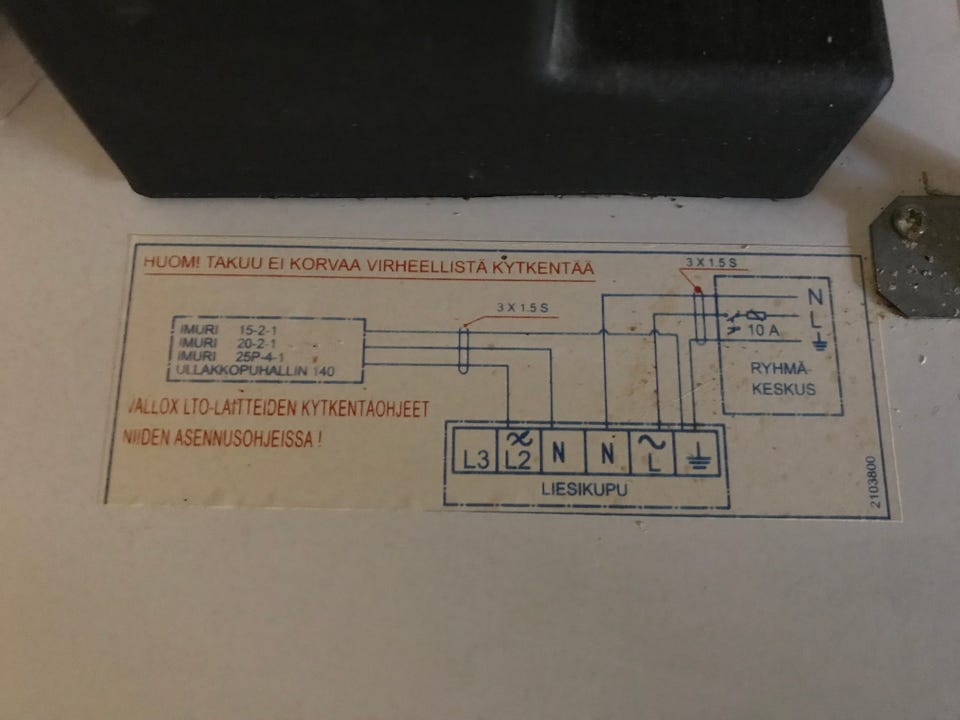 HUOM! TAKUU EI KORVAA VIRHEELLISTÄ KYTKENTÄÄ
3 X 1.5 S
3 X 1.5 S
IMURI 15-2-1
IMURI 20-2-1
IMURI 25P-4-1
ULLAKKOPUHALLIN 140
N
L
10 A
RYHMÄ-
KESKUS
VALLOX LTO-LAITTEIDEN KYTKENTAOHJEET
NIIDEN ASENNUSOHJEISSA !
L3 L2 N N L
LIESIKUPU
2103800